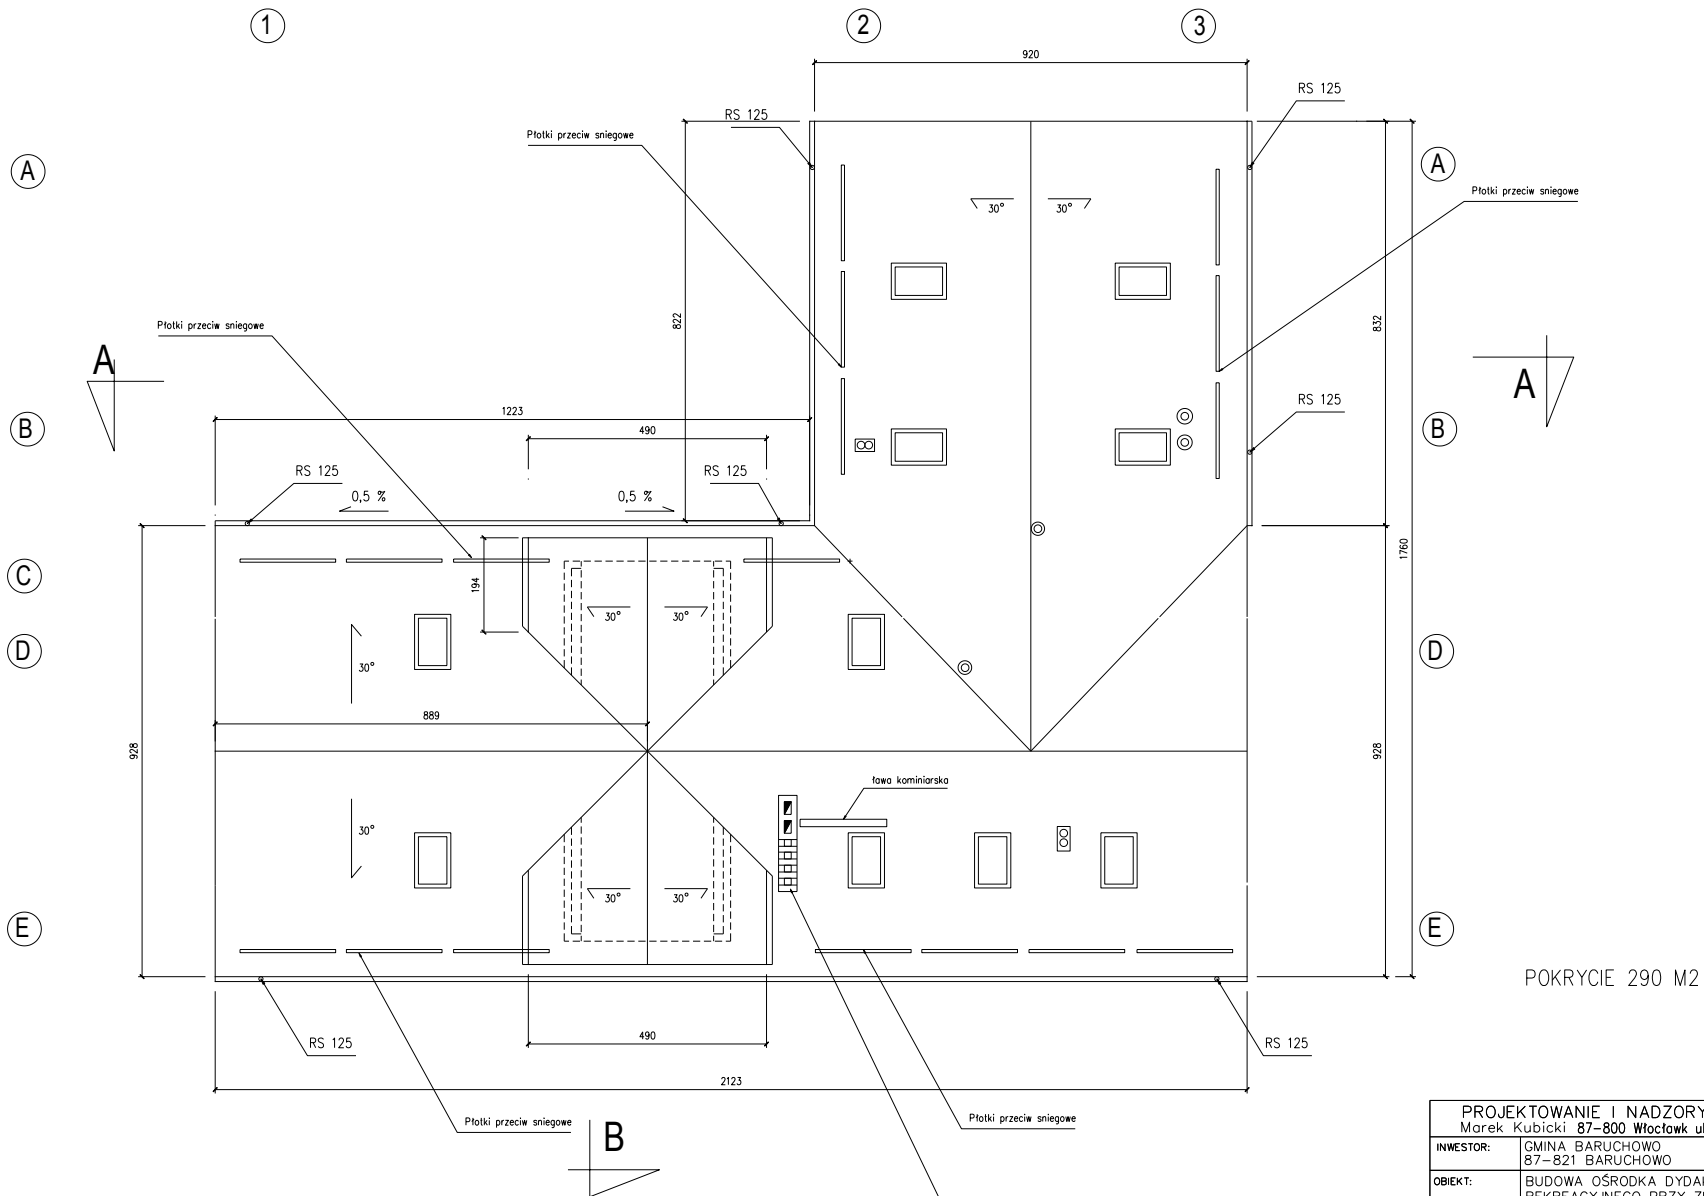 1
2
3
920
RS 125
RS 125
Płotki przeciw sniegowe
A
A
Płotki przeciw sniegowe
30°
30°
822
832
Płotki przeciw sniegowe
A
A
1223
RS 125
B
490
B
RS 125
0,5 %
0,5 %
RS 125
1760
C
194
30°
30°
D
30°
D
889
928
928
ława kominiarska
30°
30°
30°
E
E
POKRYCIE 290 M2
490
RS 125
RS 125
2123
Płotki przeciw sniegowe
Płotki przeciw sniegowe
B
PROJEKTOWANIE I NADZORY
Marek Kubicki 87-800 Włocławk
INWESTOR:
GMINA BARUCHOWO
87-821 BARUCHOWO
OBIEKT:
BUDOWA OŚRODKA